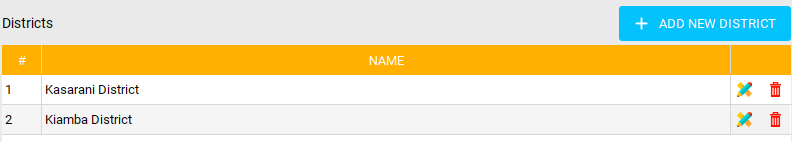 Districts
+ ADD NEW DISTRICT
# NAME
1 Kasarani District
2 Kiamba District